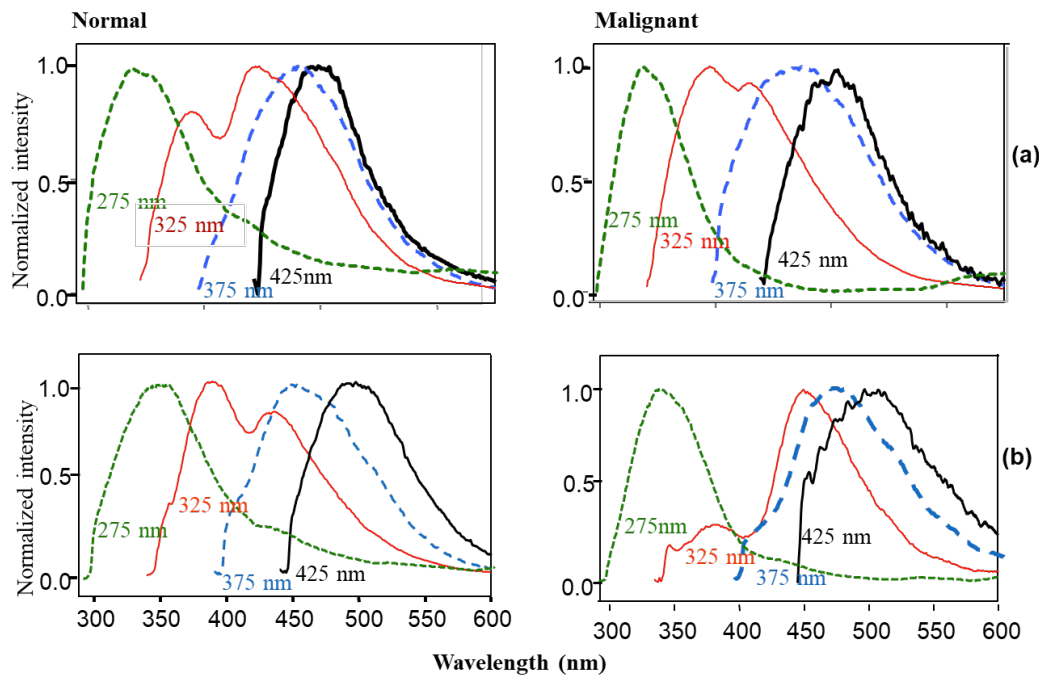 Normal
Malignant
Normalized intensity
1.0
0.5
0.0
275 nm
325 nm
375 nm
425nm
1.0
0.5
0.0
275 nm
325 nm
375 nm
425 nm
(a)
Normalized intensity
1.0
0.5
0.0
275 nm
325 nm
375 nm
425 nm
300 350 400 450 500 550 600
1.0
0.5
0.0
275nm
325 nm
375 nm
425 nm
300 350 400 450 500 550 600
(b)
Wavelength (nm)